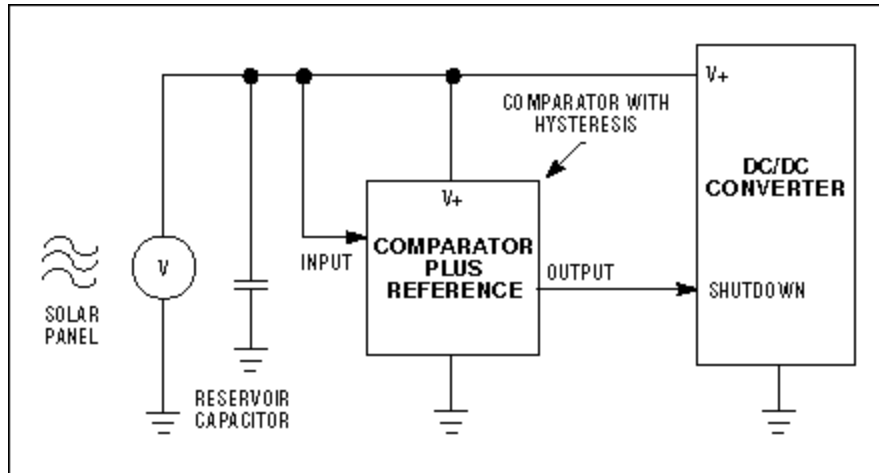 V+
COMPARATOR WITH
HYSTERESIS
DC/DC
CONVERTER
V+
V
INPUT
COMPARATOR
PLUS
REFERENCE
OUTPUT
SHUTDOWN
SOLAR
PANEL
RESERVOIR
CAPACITOR